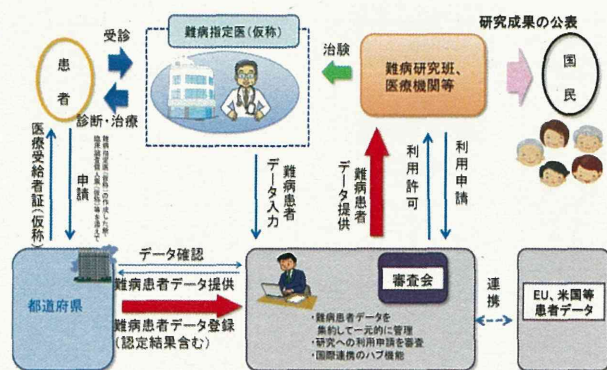 研究成果の公表
受診
難病指定医(仮称)
治験
難病研究班、
医療機関等
国
民
患
者
診断・治療
医療受給者証(仮称)
申請
難病患者
データ入力
難病患者
データ提供
利用許可
利用申請
都道府県
データ確認
難病患者データ提供
難病患者データ登録
(認定結果含む)
審査会
・難病患者データを
集約して一元的に管理
・研究への利用申請を審査
・国際連携のハブ機能
連携
EU、米国等
患者データ